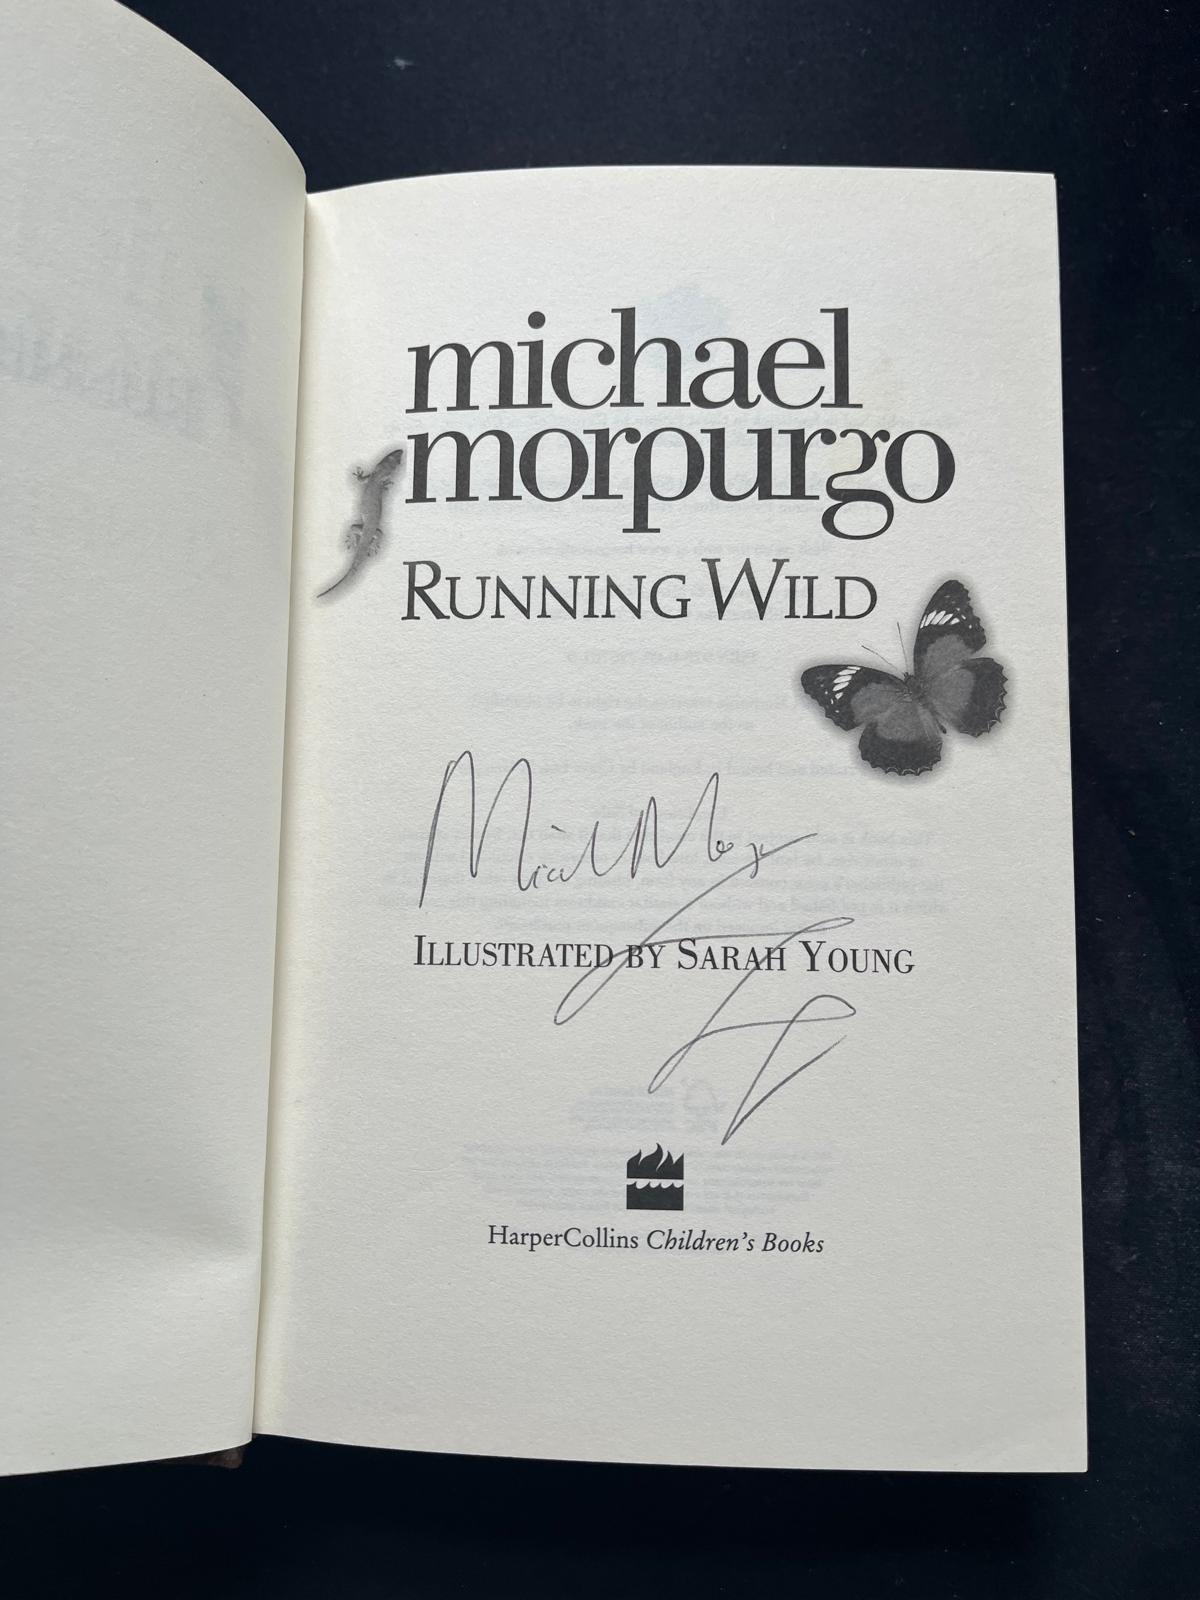 michael
morpurgo
RUNNING WILD
ILLUSTRATED BY SARAH YOUNG
HarperCollins Children's Books